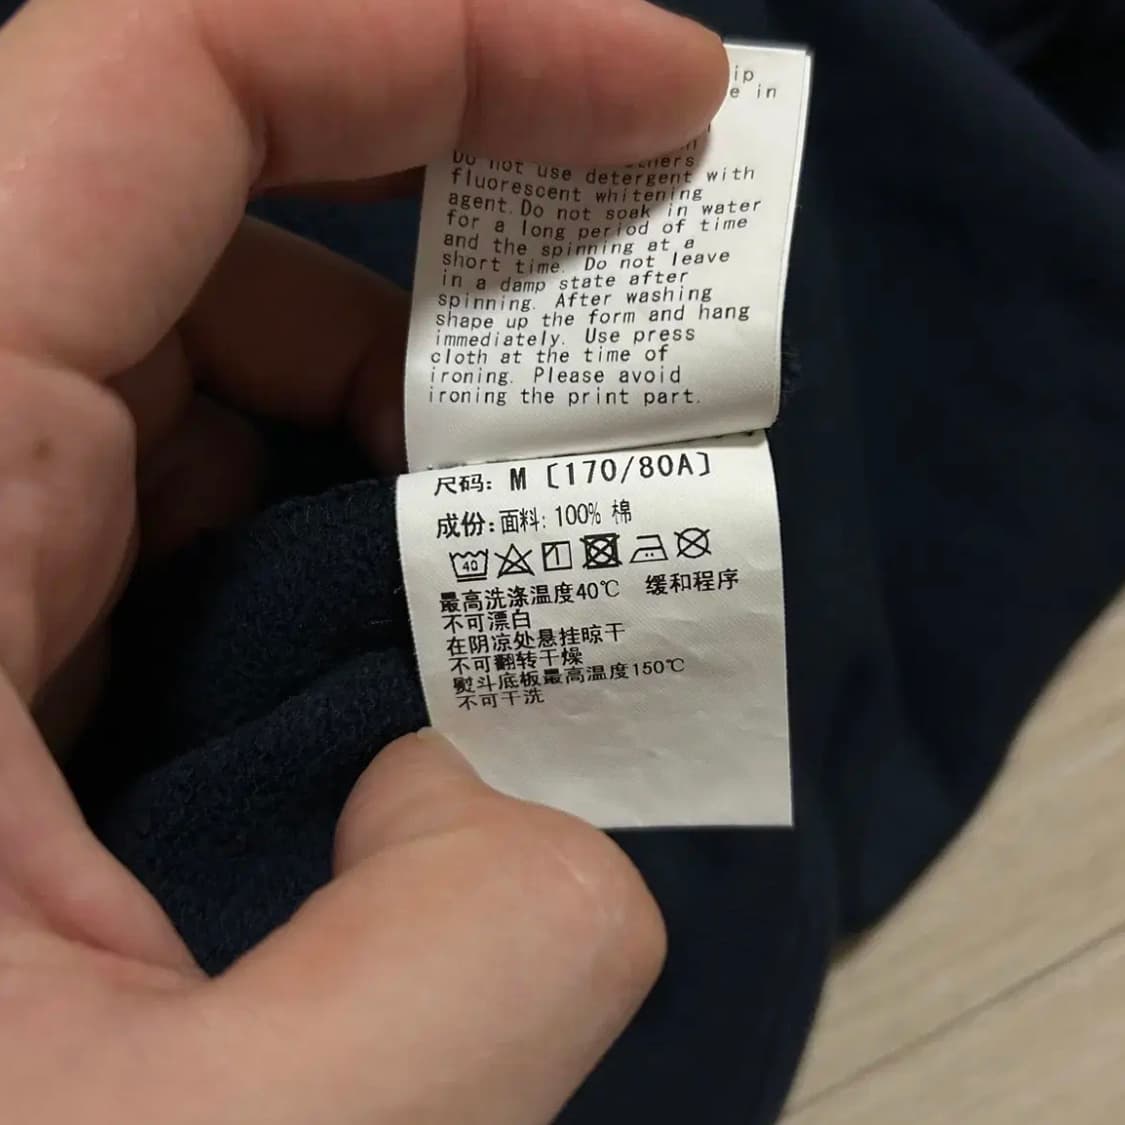 ip
e in
Do not use detergent with
fluorescent whitening
agent. Do not soak in water
for a long period of time
and the spinning at a
short time. Do not leave
in a damp state after
spinning. After washing
shape up the form and hang
immediately. Use press
cloth at the time of
ironing. Please avoid
ironing the print part.
尺码: M [170/80A]
成份: 面料: 100% 棉
40
最高洗涤温度40℃ 缓和程序
不可漂白
在阴凉处悬挂晾干
不可翻转干燥
熨斗底板最高温度150℃
不可干洗